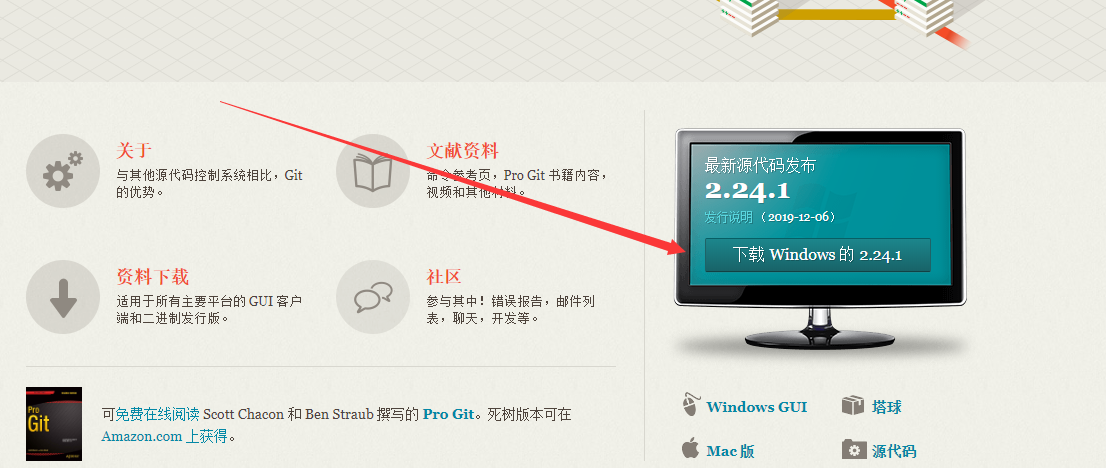 关于
与其他源代码控制系统相比，Git
的优势。
文献资料
命令参考页，Pro Git 书籍内容，
视频和其他材料。
资料下载
适用于所有主要平台的 GUI 客户
端和二进制发行版。
社区
参与其中！错误报告，邮件列
表，聊天，开发等。
Pro
Git
可免费在线阅读 Scott Chacon 和 Ben Straub 撰写的 Pro Git。死树版本可在
Amazon.com 上获得。
最新源代码发布
2.24.1
发行说明（2019-12-06）
下载 Windows 的 2.24.1
Windows GUI
塔球
Mac 版
源代码